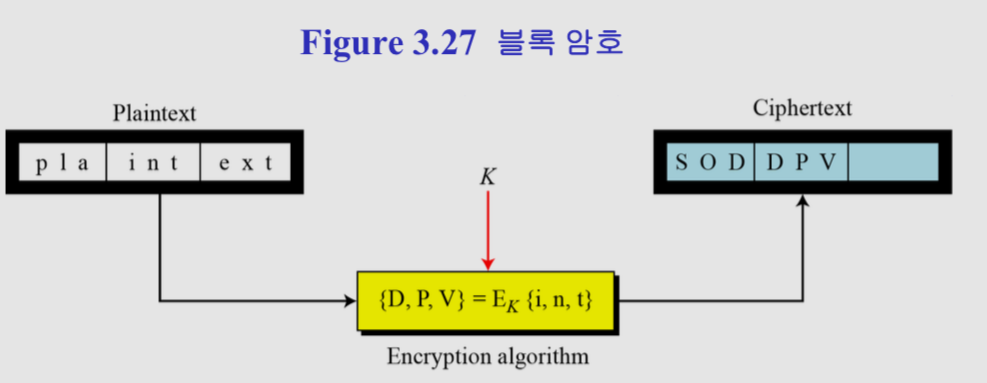 Figure 3.27 블록 암호
Plaintext
Ciphertext
p l a i n t e x t
S O D D P V
K
{D, P, V} = EK {i, n, t}
Encryption algorithm